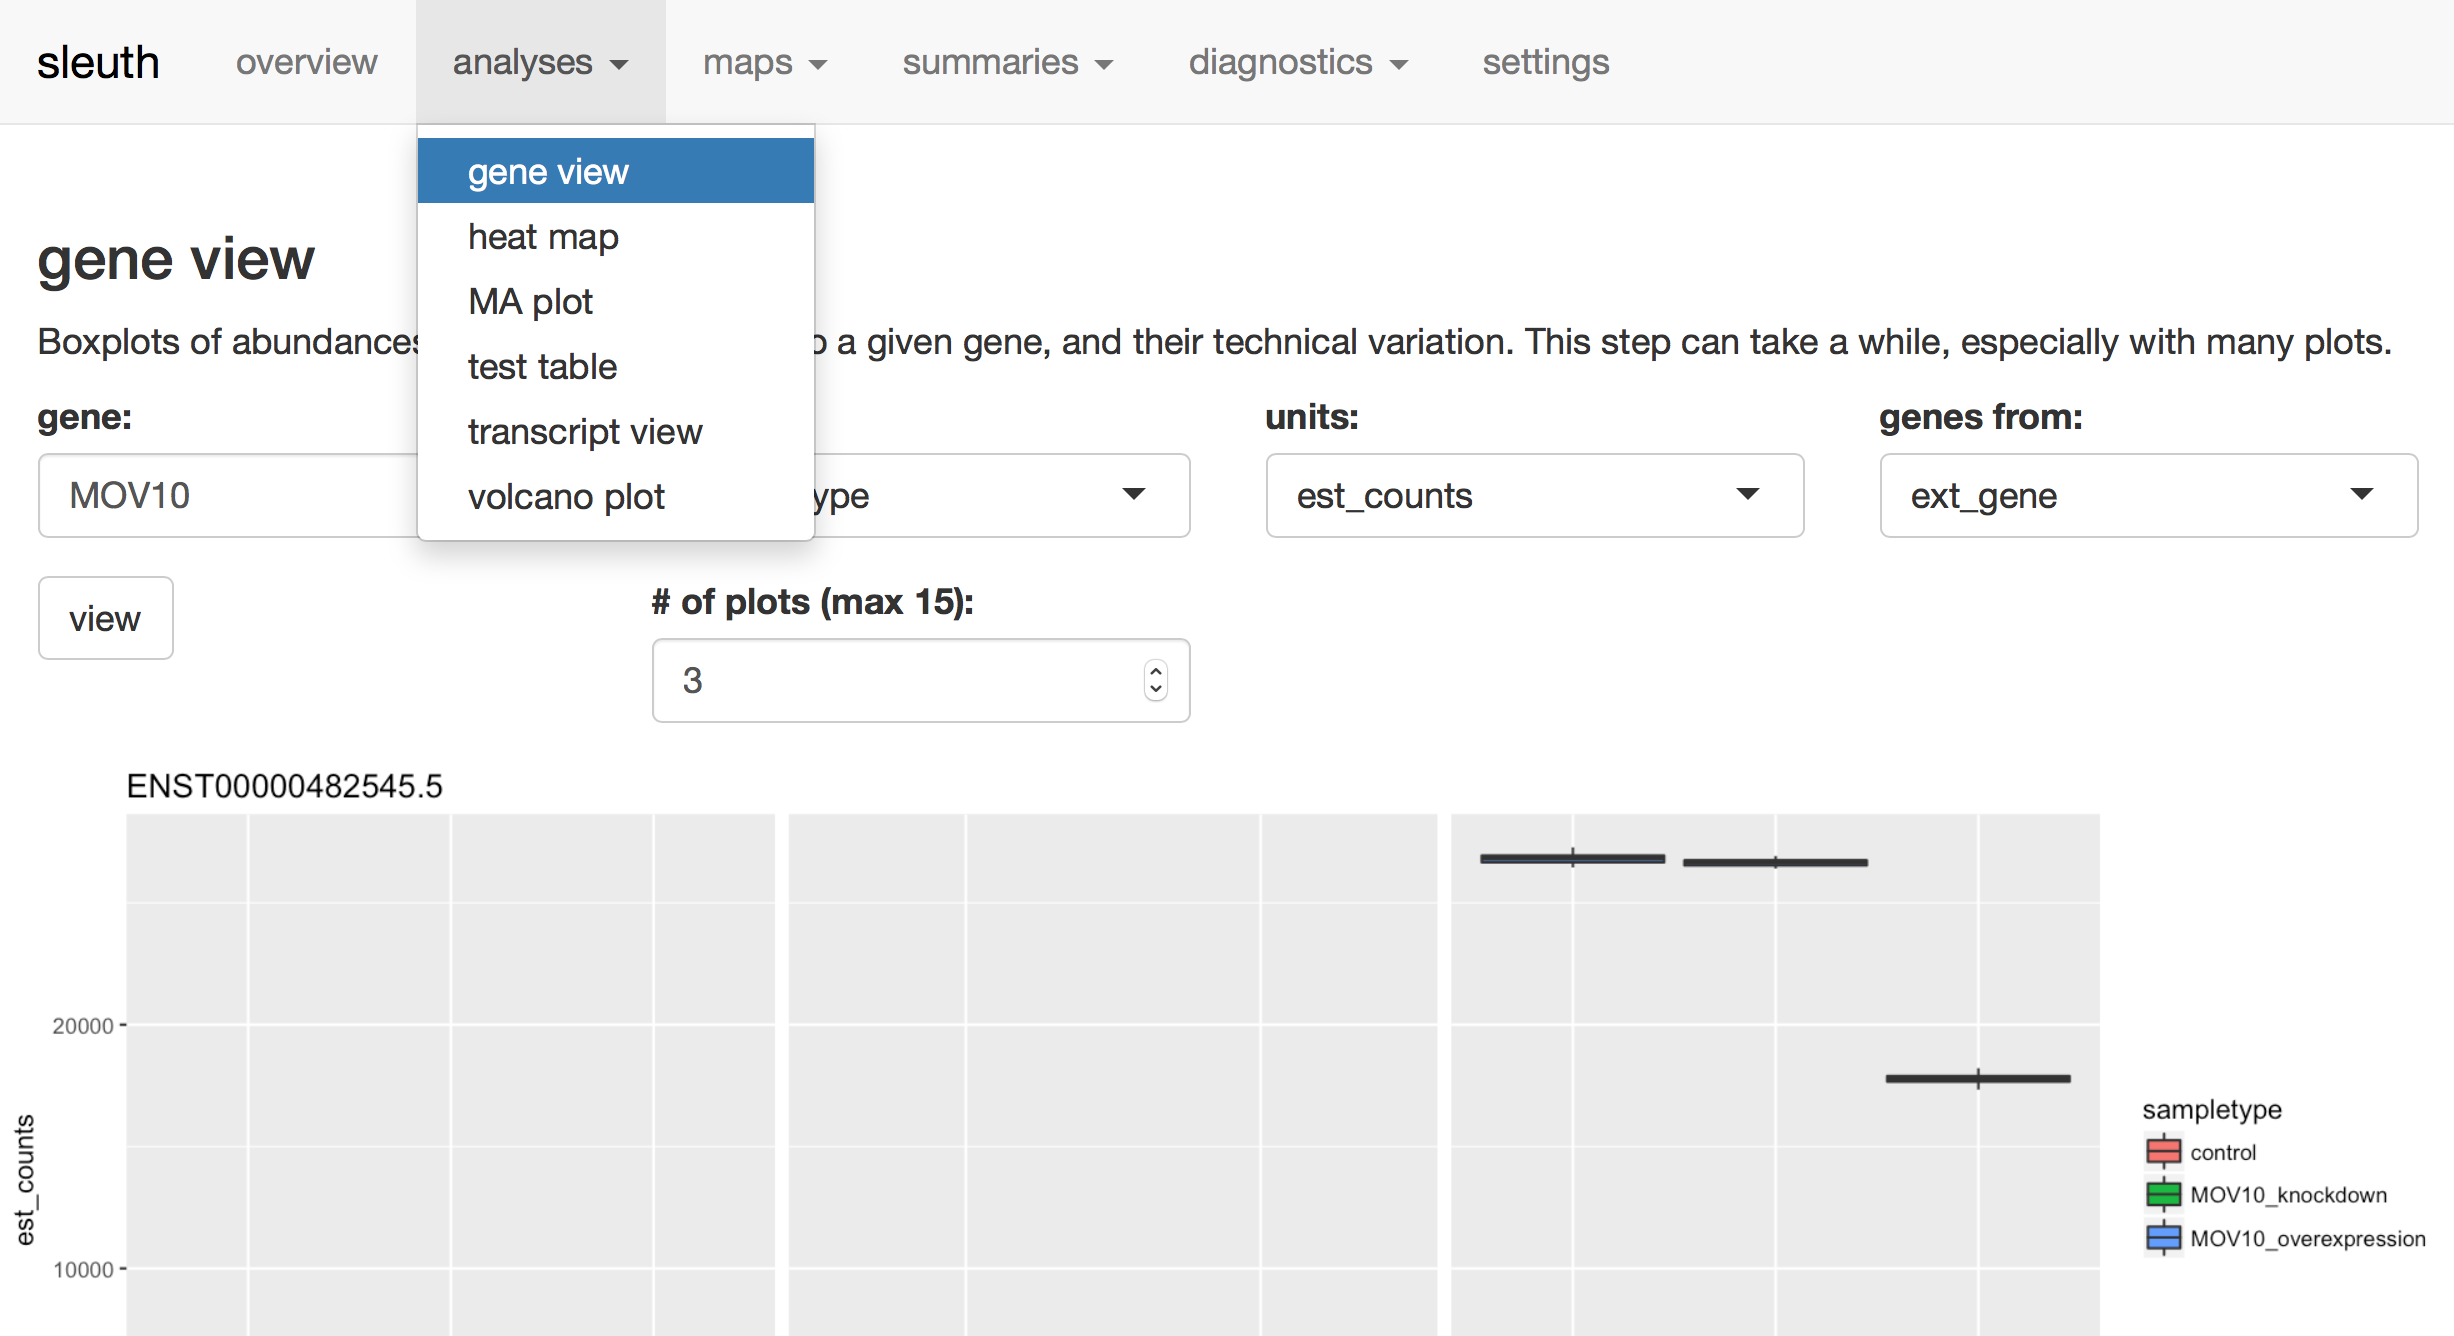 sleuth overview analyses maps summaries diagnostics settings
gene view
heat map
MA plot
test table
transcript view
volcano plot
gene view
Boxplots of abundances a given gene, and their technical variation. This step can take a while, especially with many plots.
gene: units: genes from:
MOV10 ype est_counts ext_gene
view
# of plots (max 15):
3
ENST00000482545.5
20000
10000
est_counts
sampletype
control
MOV10_knockdown
MOV10_overexpression